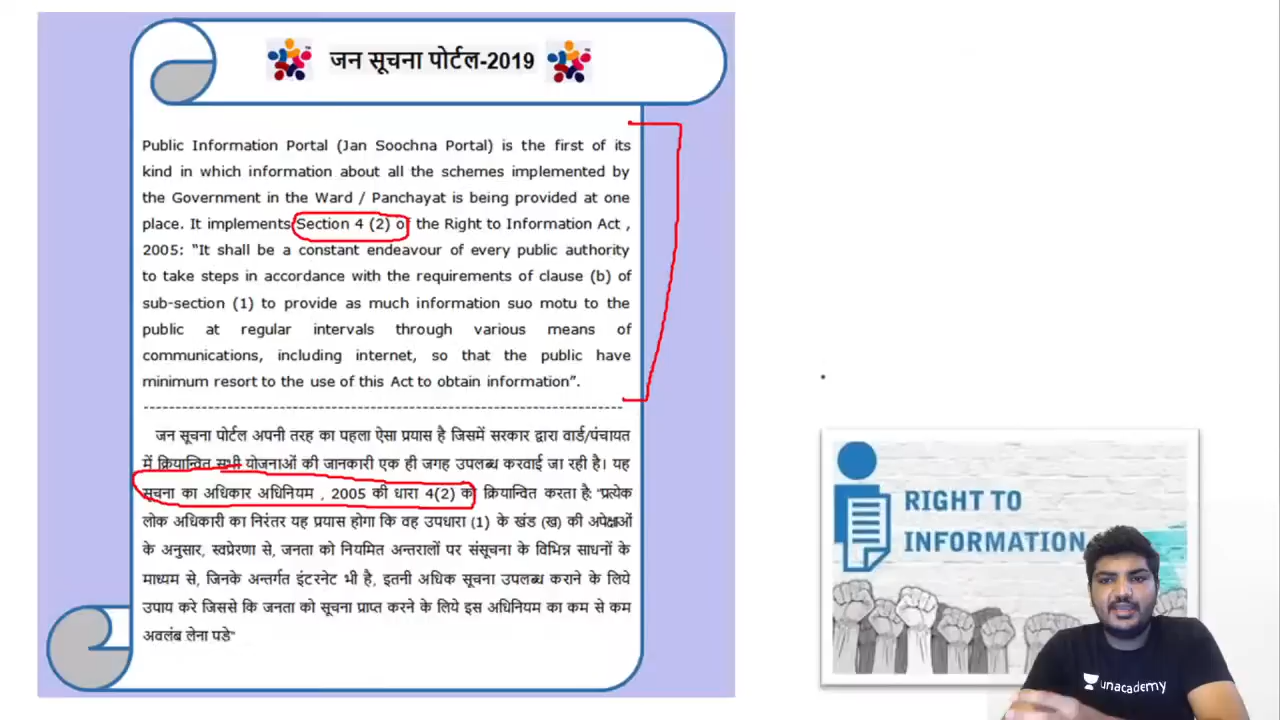 जन सूचना पोर्टल-2019
Public Information Portal (Jan Soochna Portal) is the first of its
kind in which information about all the schemes implemented by
the Government in the Ward / Panchayat is being provided at one
place. It implements Section 4 (2) of the Right to Information Act ,
2005: “It shall be a constant endeavour of every public authority
to take steps in accordance with the requirements of clause (b) of
sub-section (1) to provide as much information suo motu to the
public at regular intervals through various means of
communications, including internet, so that the public have
minimum resort to the use of this Act to obtain information”.
जन सूचना पोर्टल अपनी तरह का पहला ऐसा प्रयास है जिसमें सरकार द्वारा वार्ड/पंचायत
में क्रियान्वित सभी योजनाओं की जानकारी एक ही जगह उपलब्ध करवाई जा रही है। यह
सूचना का अधिकार अधिनियम , 2005 की धारा 4(2) को क्रियान्वित करता है: "प्रत्येक
लोक अधिकारी का निरंतर यह प्रयास होगा कि वह उपधारा (1) के खंड (ख) की अपेक्षाओं
के अनुसार, स्वप्रेरणा से, जनता को नियमित अन्तरालों पर संसूचना के विभिन्न साधनों के
माध्यम से, जिनके अन्तर्गत इंटरनेट भी है, इतनी अधिक सूचना उपलब्ध कराने के लिये
उपाय करे जिससे कि जनता को सूचना प्राप्त करने के लिये इस अधिनियम का कम से कम
अवलंब लेना पडे"
RIGHT TO
INFORMATION
unacademy